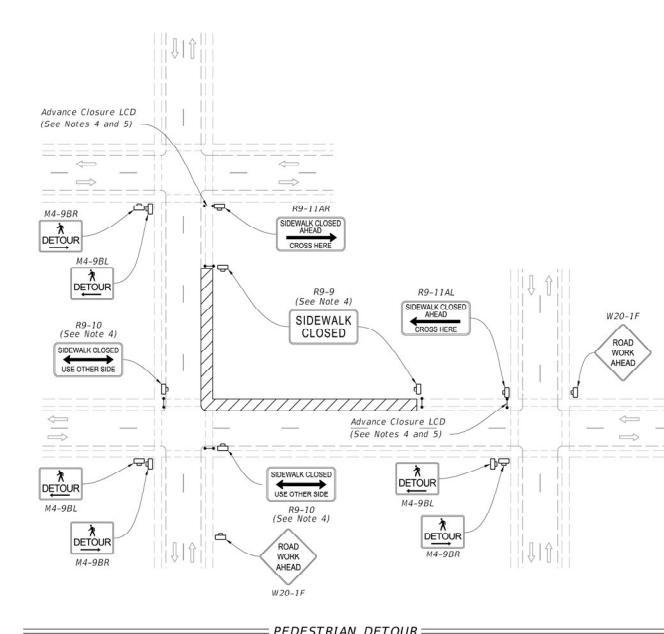 Advance Closure LCD
(See Notes 4 and 5)
M4-9BR
DETOUR
M4-9BL
DETOUR
R9-11AR
SIDEWALK CLOSED
AHEAD
CROSS HERE
R9-9
(See Note 4)
SIDEWALK
CLOSED
R9-11AL
SIDEWALK CLOSED
AHEAD
CROSS HERE
W20-1F
ROAD
WORK
AHEAD
R9-10
(See Note 4)
SIDEWALK CLOSED
USE OTHER SIDE
Advance Closure LCD
(See Notes 4 and 5)
DETOUR
M4-9BL
DETOUR
M4-9BR
SIDEWALK CLOSED
USE OTHER SIDE
R9-10
(See Note 4)
ROAD
WORK
AHEAD
W20-1F
DETOUR
M4-9BL
DETOUR
M4-9BR
PEDESTRIAN DETOUR